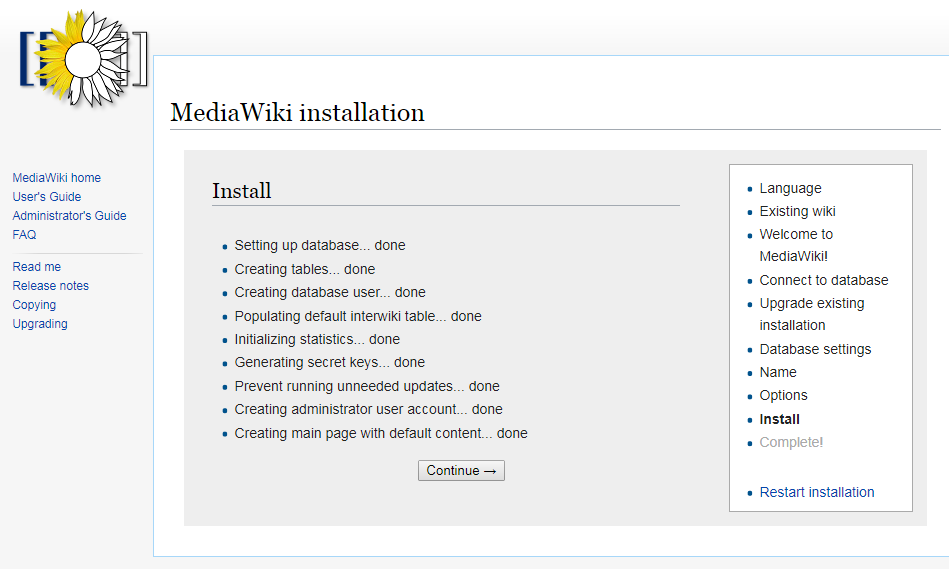 MediaWiki home
User's Guide
Administrator's Guide
FAQ
Read me
Release notes
Copying
Upgrading
MediaWiki installation
Install
Setting up database... done
Creating tables... done
Creating database user... done
Populating default interwiki table... done
Initializing statistics... done
Generating secret keys... done
Prevent running unneeded updates... done
Creating administrator user account... done
Creating main page with default content... done
Continue →
Language
Existing wiki
Welcome to
MediaWiki!
Connect to database
Upgrade existing
installation
Database settings
Name
Options
Install
Complete!
Restart installation